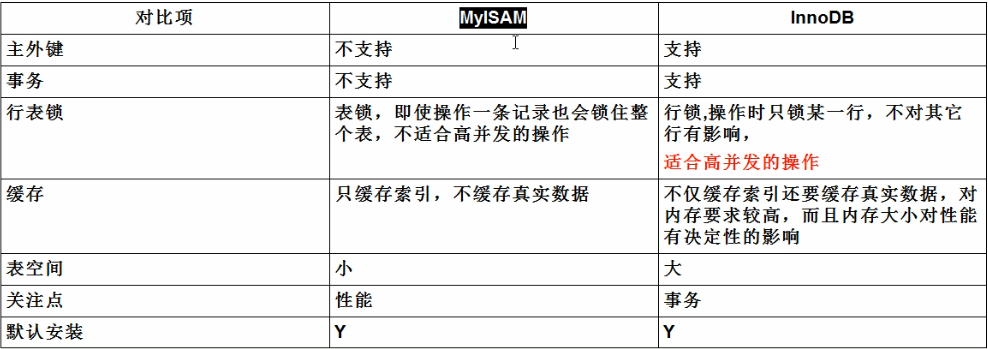 对比项 MyISAM InnoDB
主外键 不支持 支持
事务 不支持 支持
行表锁 表锁，即使操作一条记录也会锁住整 行锁,操作时只锁某一行，不对其它
个表，不适合高并发的操作 行有影响，
适合高并发的操作
缓存 只缓存索引，不缓存真实数据 不仅缓存索引还要缓存真实数据，对
内存要求较高，而且内存大小对性能
有决定性的影响
表空间 小 大
关注点 性能 事务
默认安装 Y Y